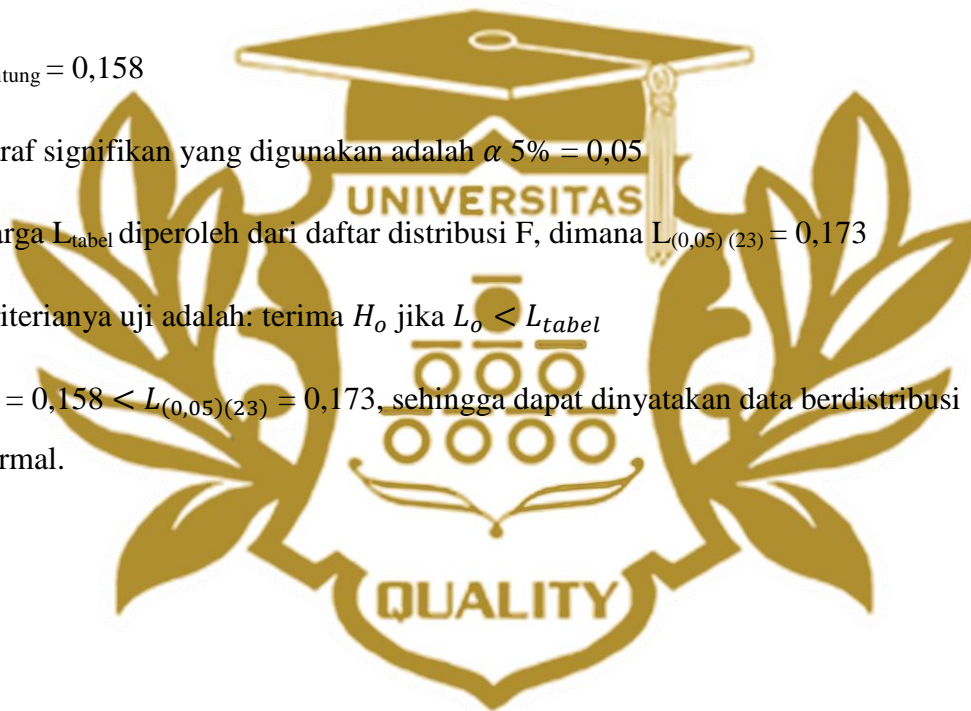 itung = 0,158
raf signifikan yang digunakan adalah α 5% = 0,05
UNIVERSITAS
arga Ltabel diperoleh dari daftar distribusi F, dimana L(0,05) (23) = 0,173
iterianya uji adalah: terima Ho jika Lo < Ltabel
= 0,158 < L(0,05)(23) = 0,173, sehingga dapat dinyatakan data berdistribusi
rmal.
QUALITY